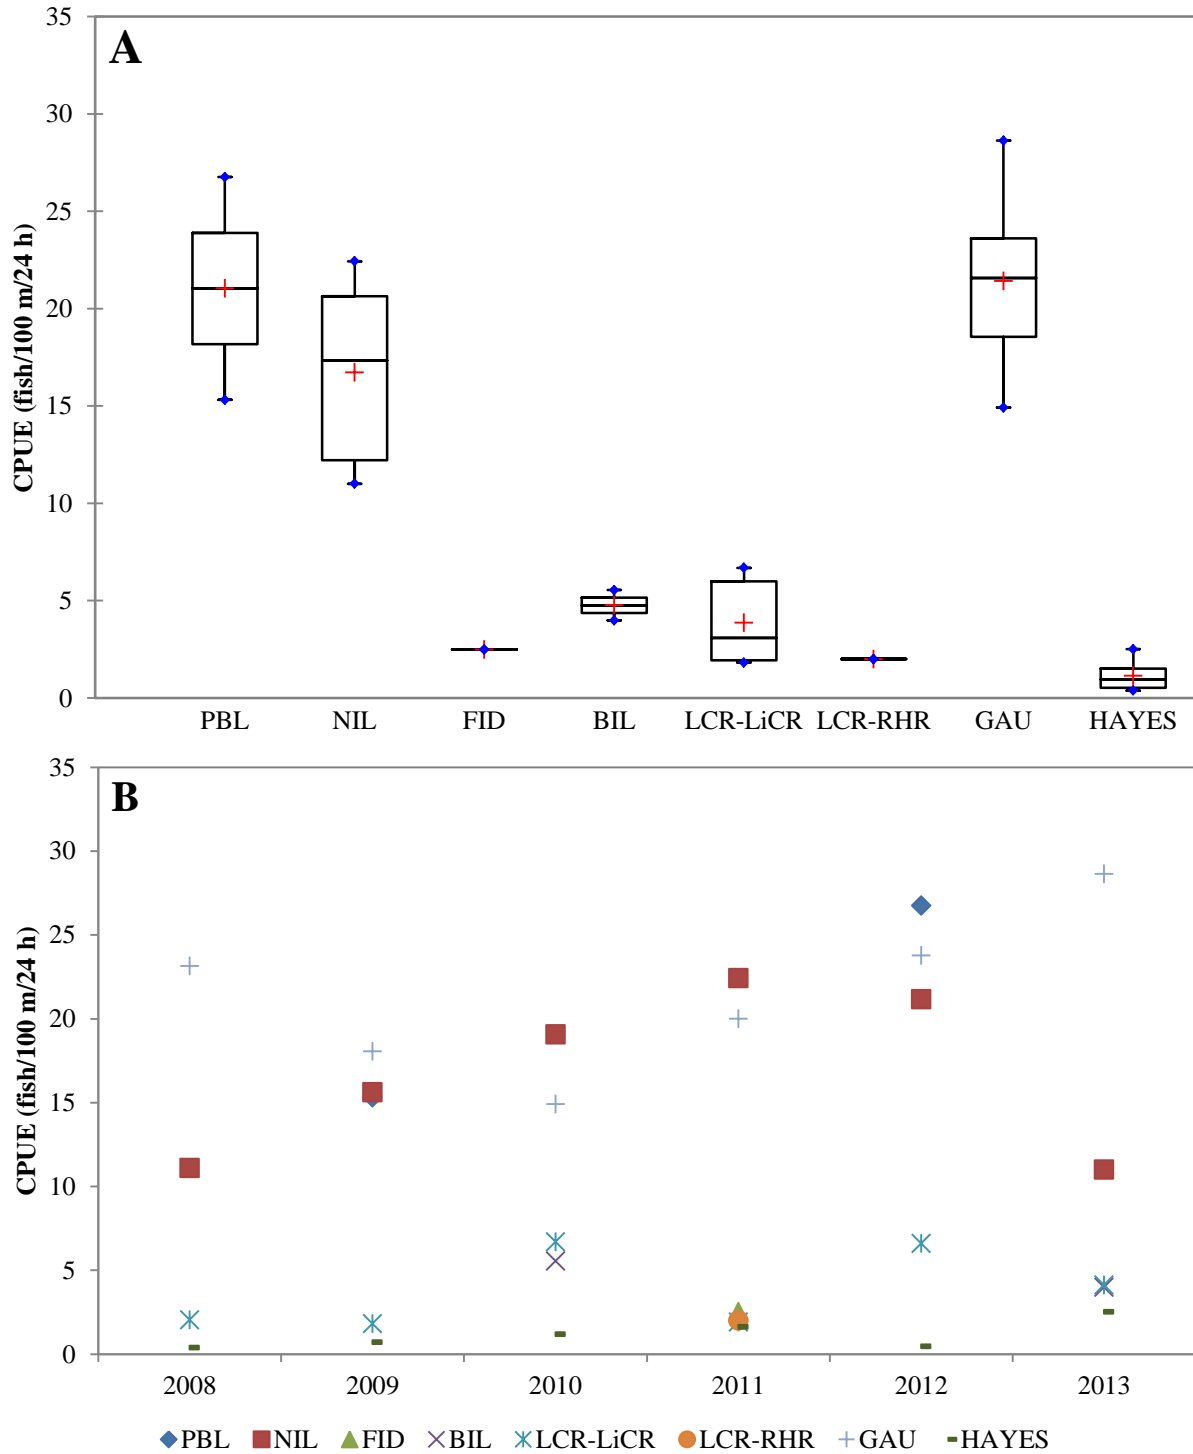 A
CPUE (fish/100 m/24 h)
35
30
25
20
15
10
5
0
PBL NIL FID BIL LCR-LiCR LCR-RHR GAU HAYES
B
CPUE (fish/100 m/24 h)
35
30
25
20
15
10
5
0
2008 2009 2010 2011 2012 2013
PBL NIL FID BIL LCR-LiCR LCR-RHR GAU HAYES